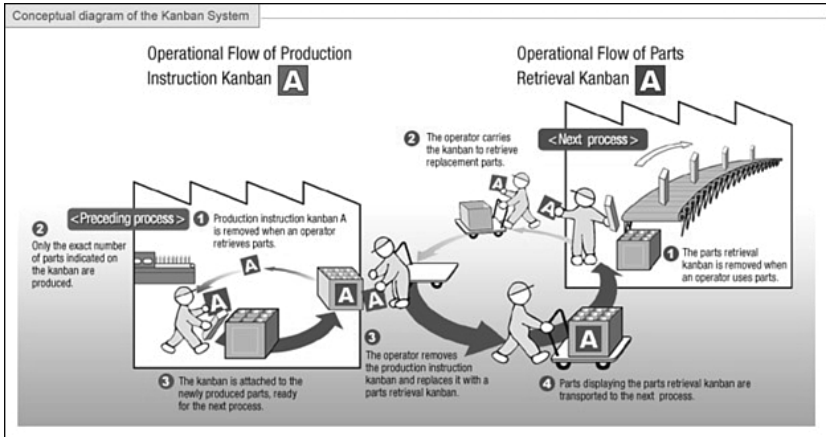 Conceptual diagram of the Kanban System
Operational Flow of Production
Instruction Kanban A
Operational Flow of Parts
Retrieval Kanban A
<Preceding process>
1 Production instruction kanban A
is removed when an operator
retrieves parts.
2
Only the exact number
of parts indicated on
the kanban are
produced.
A
A
A
A
3 The kanban is attached to the
newly produced parts, ready
for the next process.
3
The operator removes
the production instruction
kanban and replaces it with a
parts retrieval kanban.
2 The operator carries
the kanban to retrieve
replacement parts.
<Next process>
A
A
1 The parts retrieval
kanban is removed when
an operator uses parts.
A
4 Parts displaying the parts retrieval kanban are
transported to the next process.